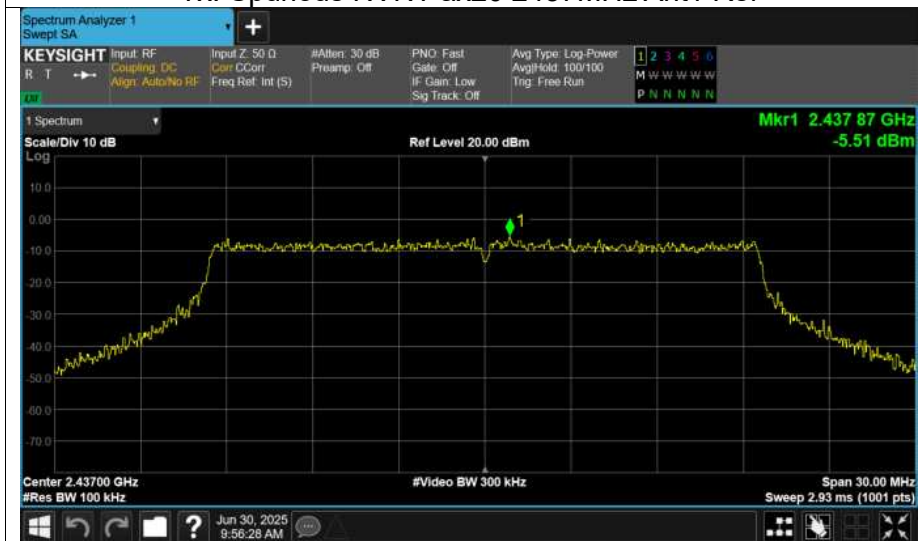 Spectrum Analyzer 1
Swept SA
+
KEYSIGHT
R T
Input: RF
Coupling: DC
Align: Auto/No RF
Input Z: 50 Ω
Corr CCorr
Freq Ref: Int (S)
#Atten: 30 dB
Preamp: Off
PNO: Fast
Gate: Off
IF Gain: Low
Sig Track: Off
Avg Type: Log-Power
Avg|Hold: 100/100
Trig: Free Run
1 2 3 4 5 6
M W W W W W
P N N N N N
1 Spectrum
Scale/Div 10 dB
Ref Level 20.00 dBm
Mkr1 2.437 87 GHz
-5.51 dBm
Log
10.0
0.00
-10.0
-20.0
-30.0
-40.0
-50.0
-60.0
-70.0
1
Center 2.43700 GHz
#Res BW 100 kHz
#Video BW 300 kHz
Span 30.00 MHz
Sweep 2.93 ms (1001 pts)
?
Jun 30, 2025
9:56:28 AM